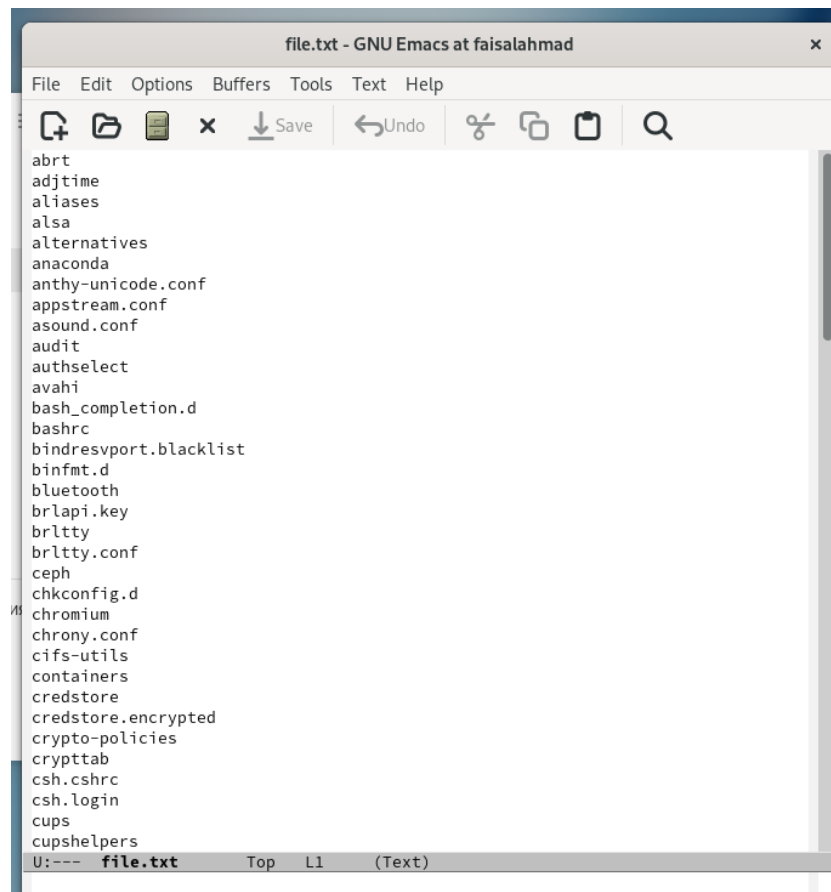 file.txt - GNU Emacs at faisalahmad ×
File Edit Options Buffers Tools Text Help
Save Undo
abrt
adjtime
aliases
alsa
alternatives
anaconda
anthy-unicode.conf
appstream.conf
asound.conf
audit
authselect
avahi
bash_completion.d
bashrc
bindresvport.blacklist
binfmt.d
bluetooth
brlapi.key
brltty
brltty.conf
ceph
chkconfig.d
chromium
chrony.conf
cifs-utils
containers
credstore
credstore.encrypted
crypto-policies
crypttab
csh.cshrc
csh.login
cups
cupshelpers
U:--- file.txt Top L1 (Text)